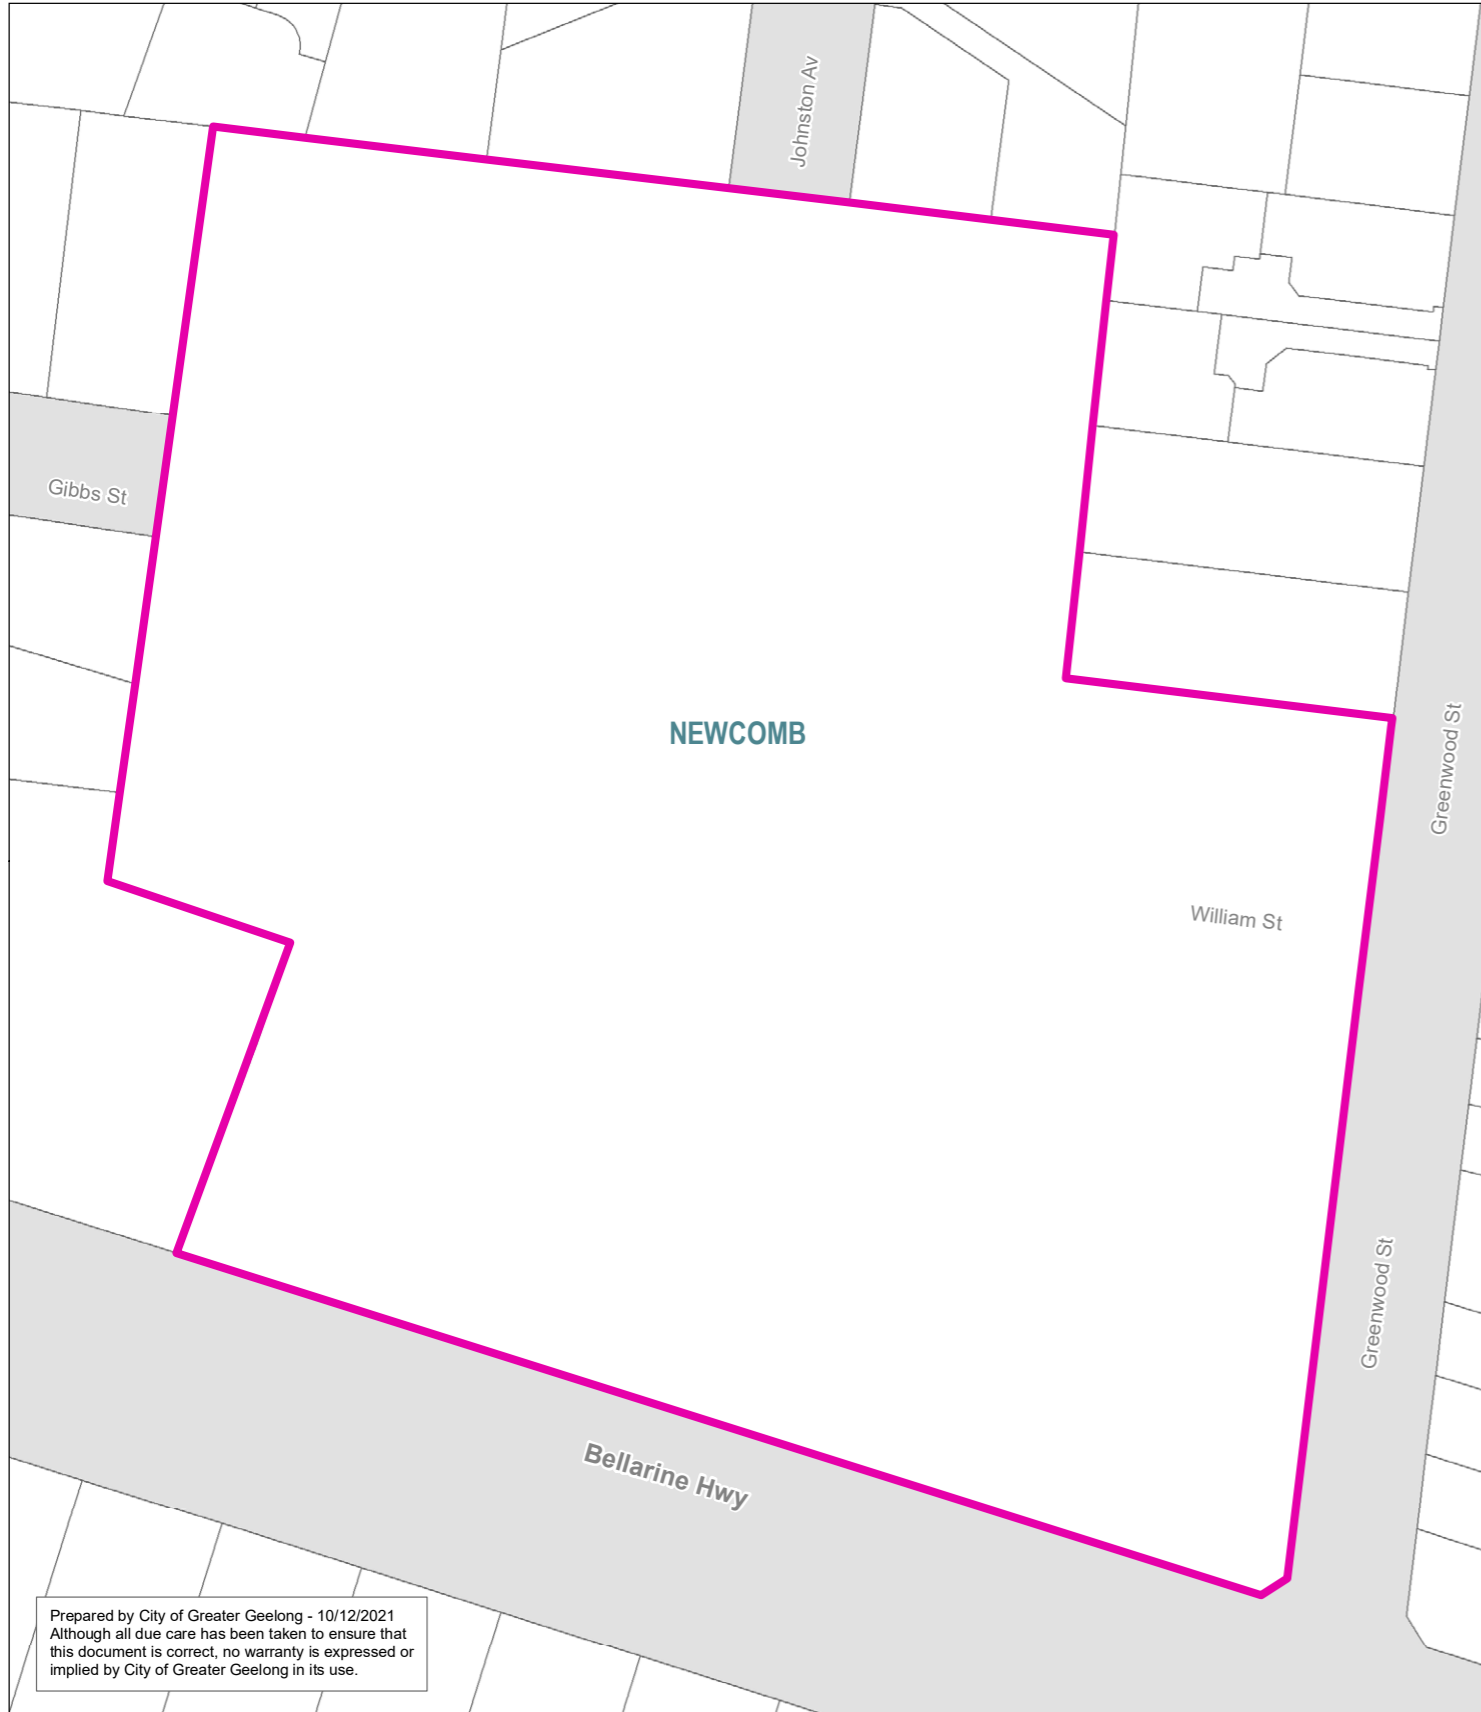 Johnston Av
Gibbs St
NEWCOMB
Greenwood St
William St
Greenwood St
Bellarine Hwy
Prepared by City of Greater Geelong - 10/12/2021
Although all due care has been taken to ensure that
this document is correct, no warranty is expressed or
implied by City of Greater Geelong in its use.